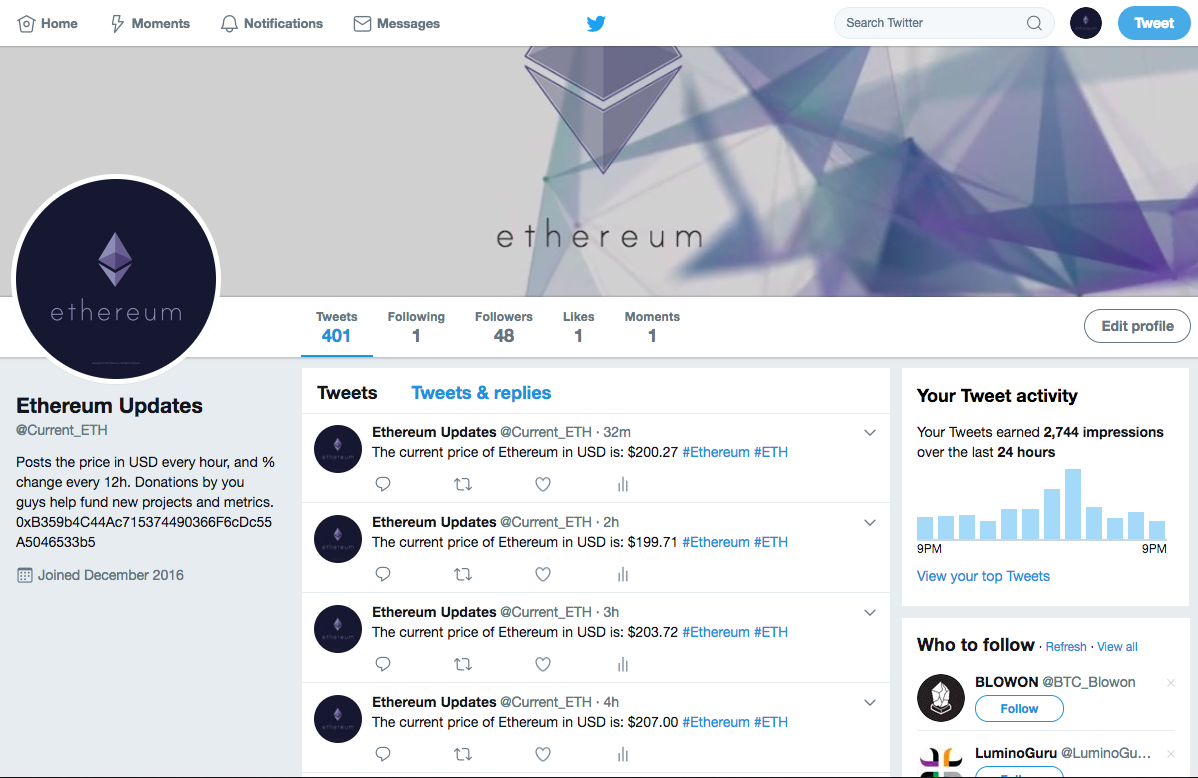 Home Moments Notifications Messages Search Twitter Tweet
ethereum
ethereum
Tweets Following Followers Likes Moments
401 1 48 1 1
Edit profile
Ethereum Updates
@Current_ETH
Posts the price in USD every hour, and %
change every 12h. Donations by you
guys help fund new projects and metrics.
0xB359b4C44Ac715374490366F6cDc55
A5046533b5
Joined December 2016
Tweets Tweets & replies
Ethereum Updates @Current_ETH · 32m
The current price of Ethereum in USD is: $200.27 #Ethereum #ETH
Ethereum Updates @Current_ETH · 2h
The current price of Ethereum in USD is: $199.71 #Ethereum #ETH
Ethereum Updates @Current_ETH · 3h
The current price of Ethereum in USD is: $203.72 #Ethereum #ETH
Ethereum Updates @Current_ETH · 4h
The current price of Ethereum in USD is: $207.00 #Ethereum #ETH
Your Tweet activity
Your Tweets earned 2,744 impressions
over the last 24 hours
9PM 9PM
View your top Tweets
Who to follow · Refresh · View all
BLOWON @BTC_Blowon
Follow
LuminoGuru @LuminoGu...